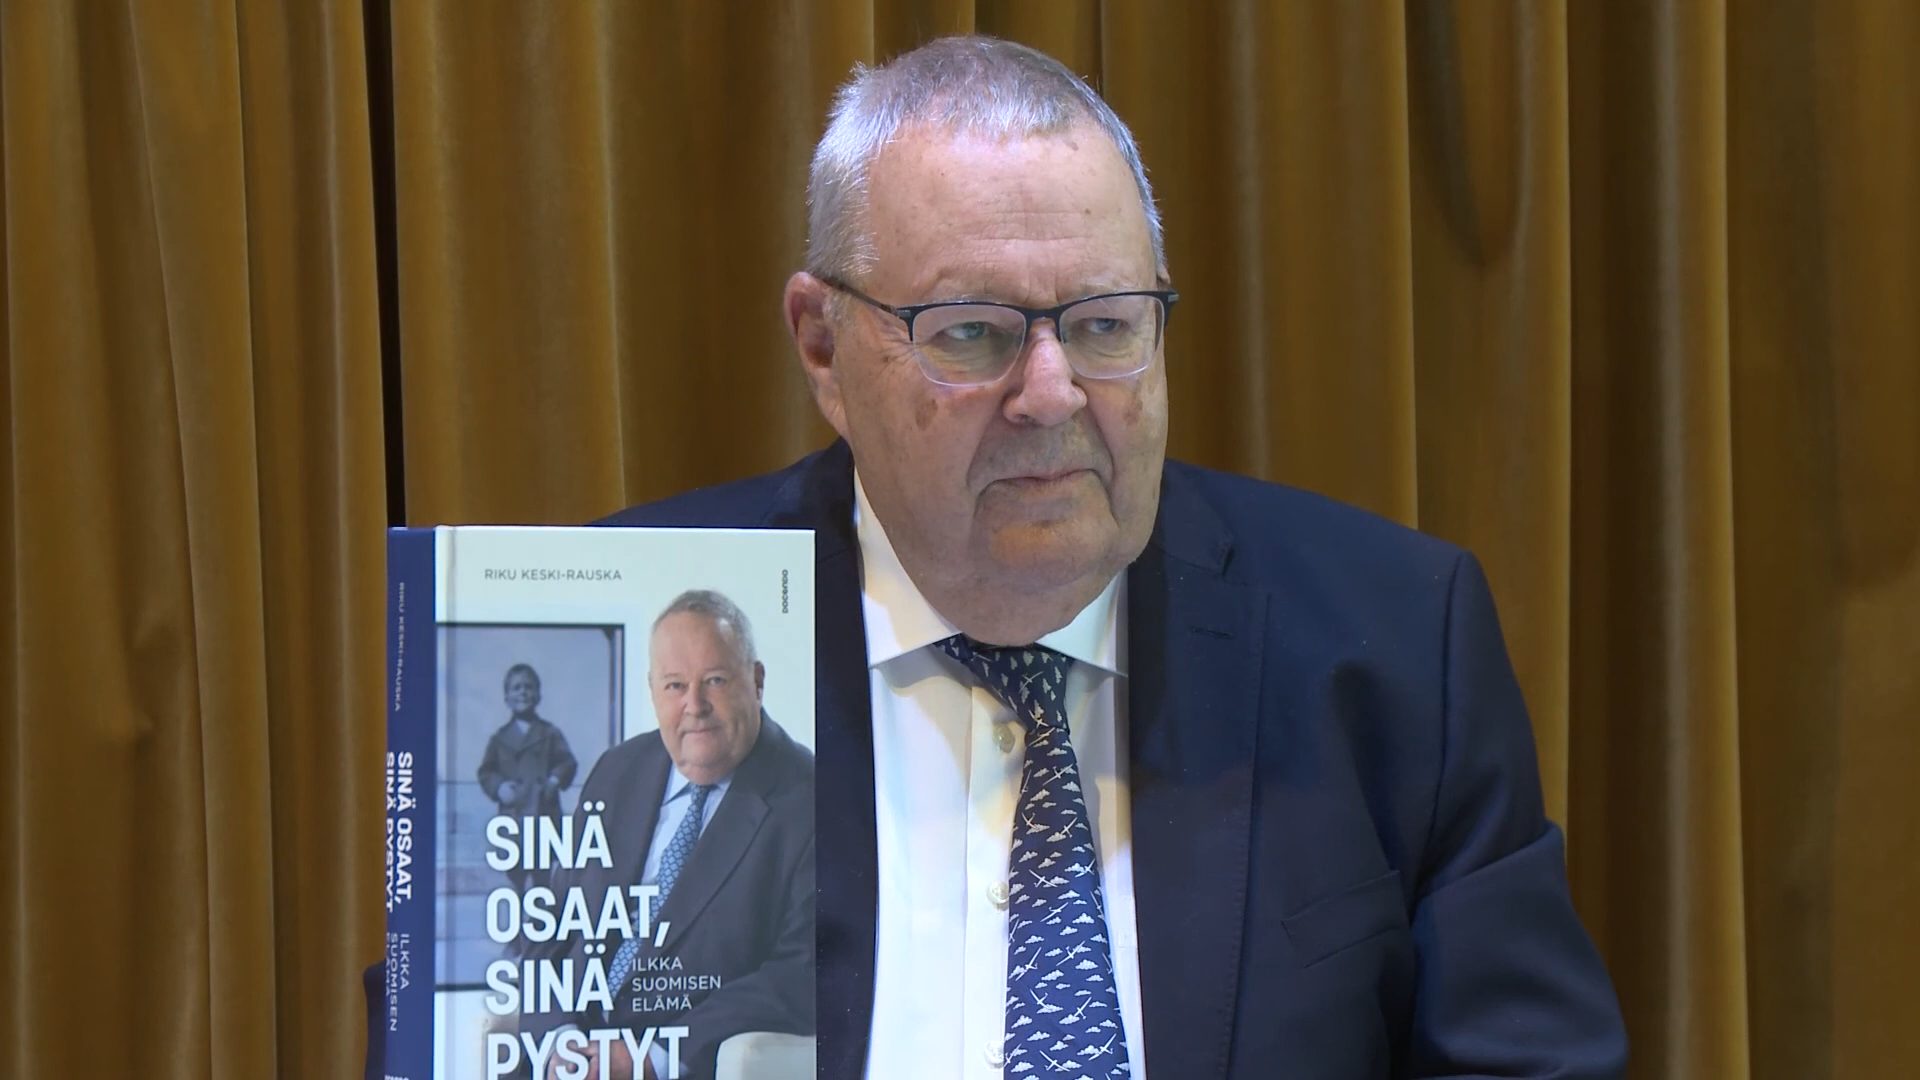 RIKU KESKI-RAUSKA
DOCENDO
SINÄ
OSAAT,
SINÄ
PYSTYT
ILKKA
SUOMISEN
ELÄMÄ
RIKU KESKI-RAUSKA
SINÄ OSAAT,
SINÄ PYSTYT
ILKKA
SUOMISEN
ELÄMÄ